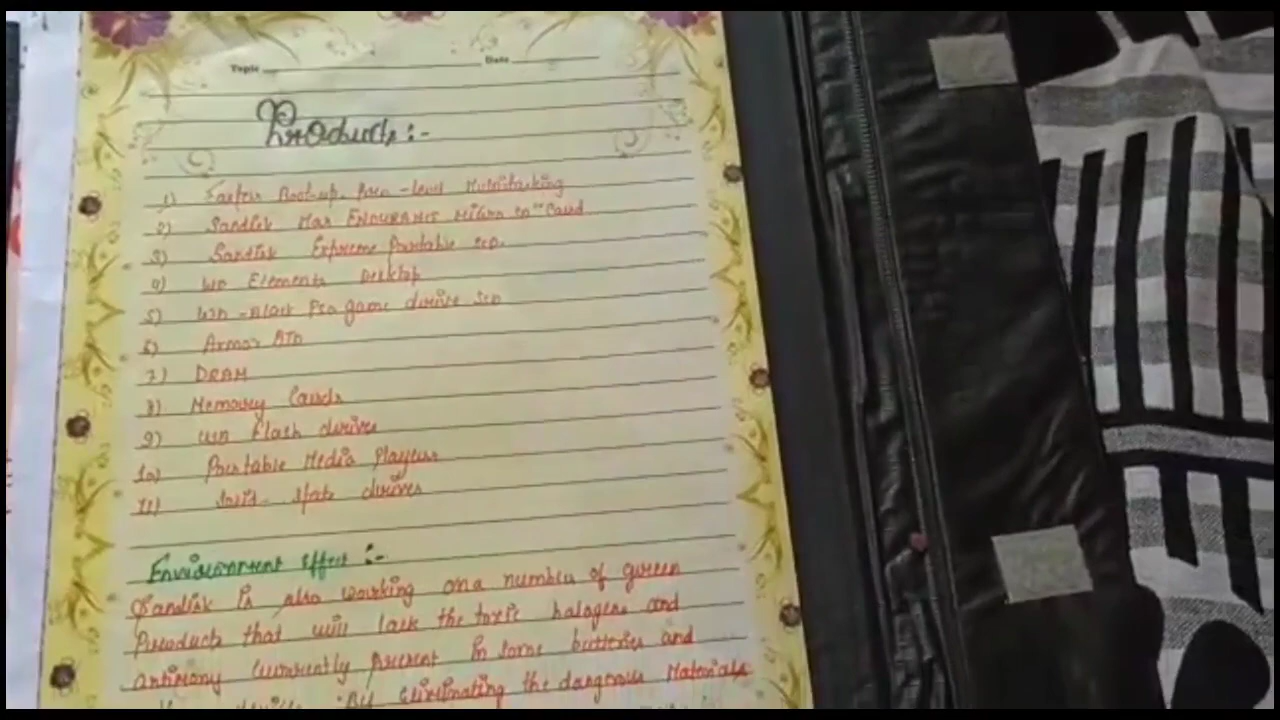 Topic Date
Products :-
1) Faster Boot-up, Pro-level Multitasking
2) Sandisk Max ENDURANCE Micro SD™ Card
3) Sandisk Extreme Portable SSD.
4) WD Elements Desktop
5) WD-Black Pro game drive SSD
6) Armor ATD
7) DRAM
8) Memory Cards
9) Flash drives
10) Portable Media Players
11) Solid-State drives
Environment Effect :-
Sandisk is also working on a number of green
Products that will lack the toxic halogens and
antimony currently present in some batteries and
By eliminating the dangerous Materials